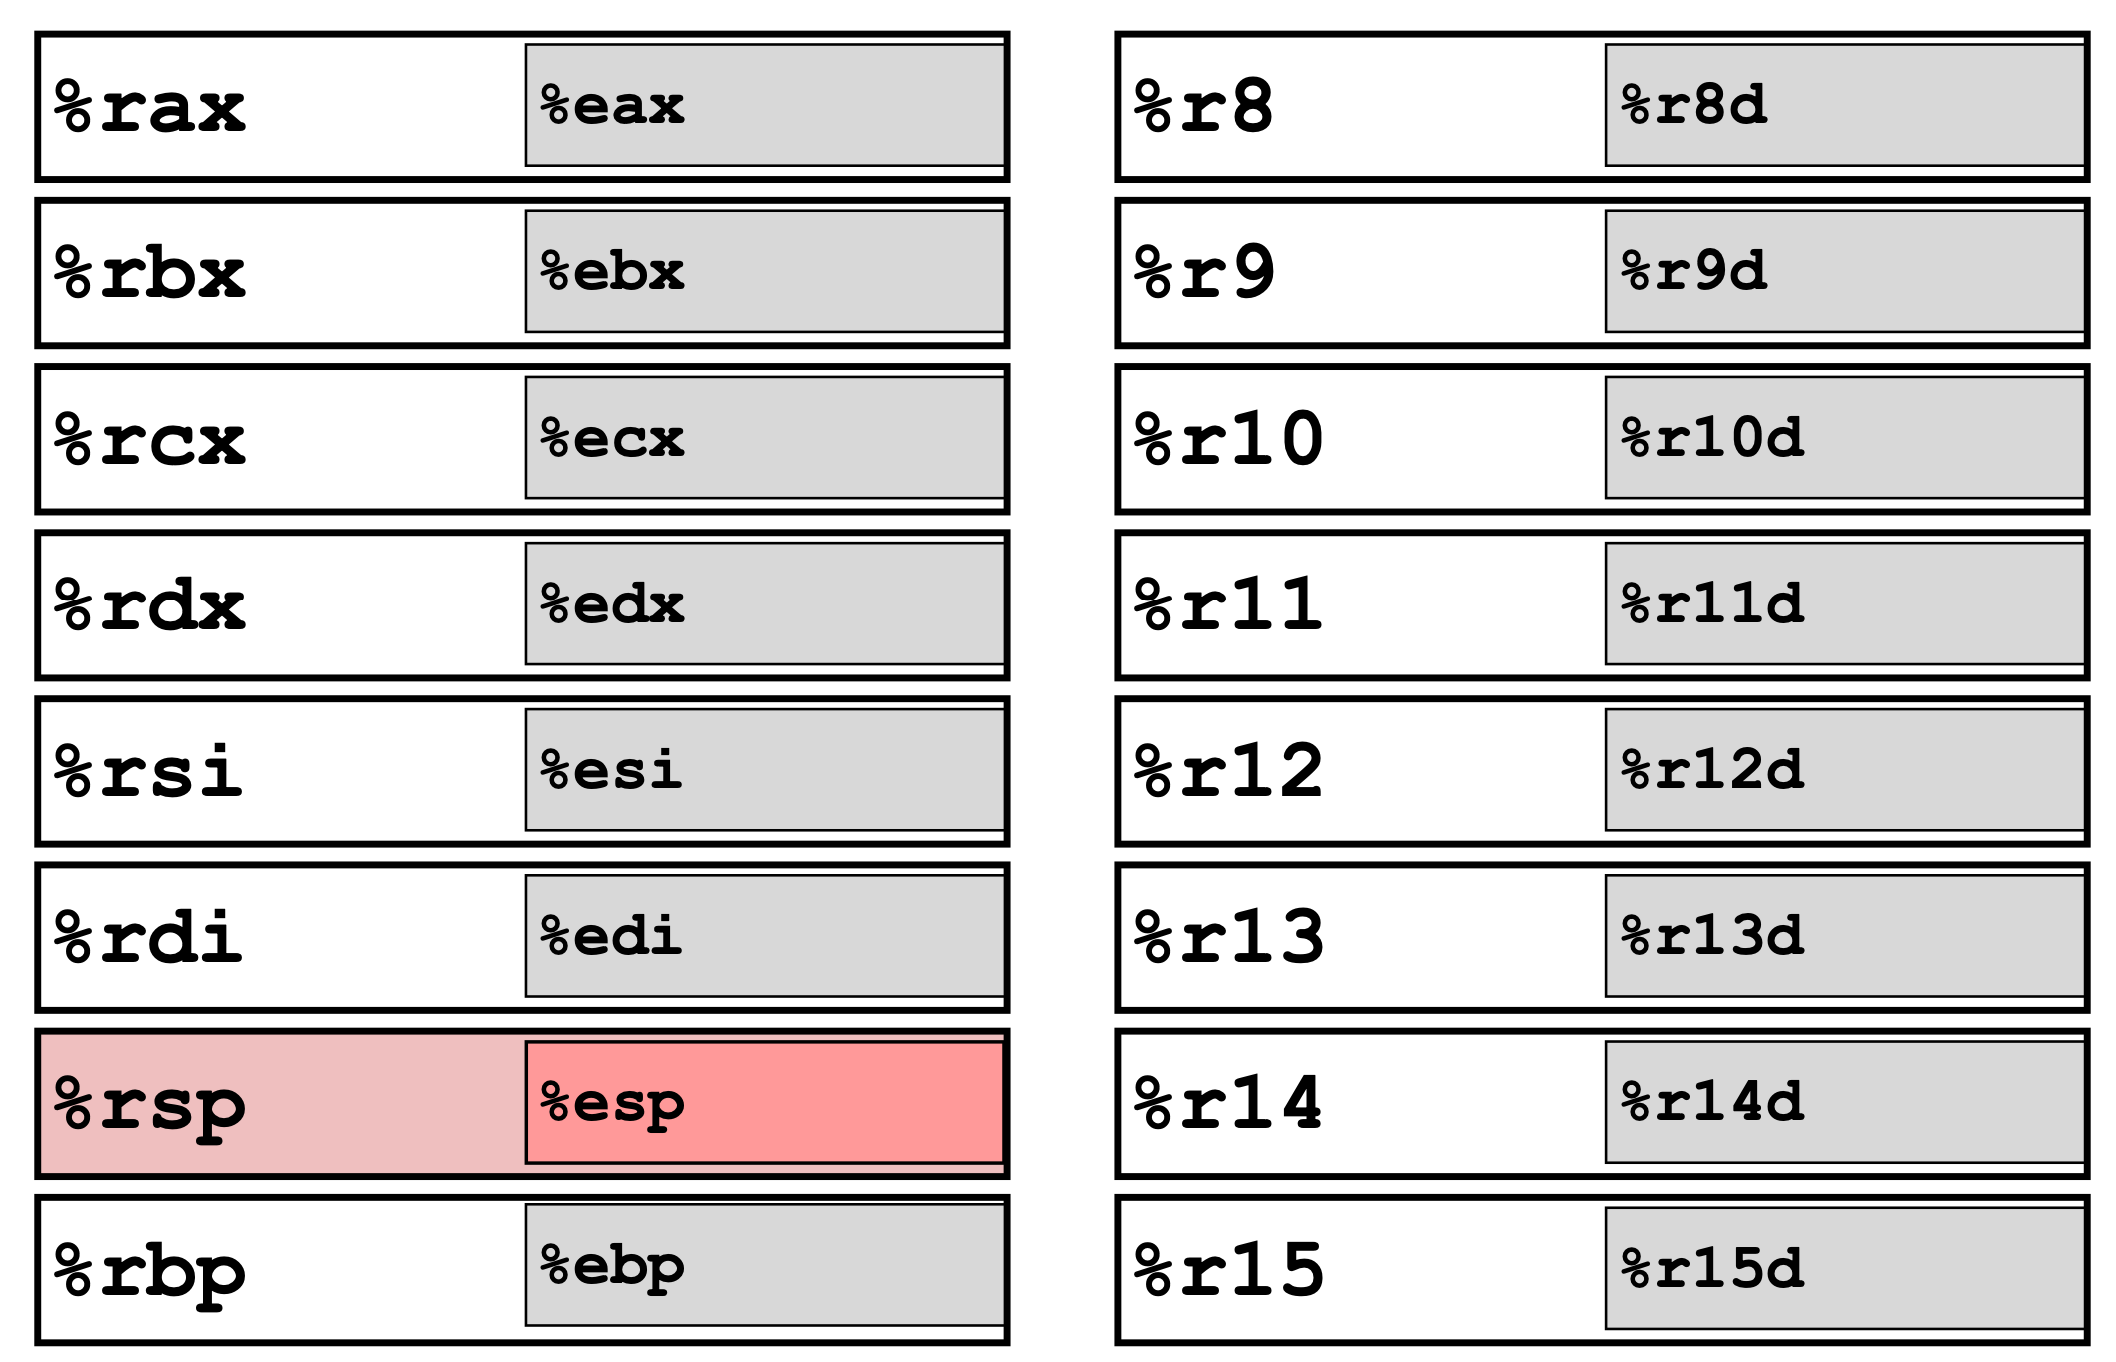 %rax %eax
%rbx %ebx
%rcx %ecx
%rdx %edx
%rsi %esi
%rdi %edi
%rsp %esp
%rbp %ebp
%r8 %r8d
%r9 %r9d
%r10 %r10d
%r11 %r11d
%r12 %r12d
%r13 %r13d
%r14 %r14d
%r15 %r15d